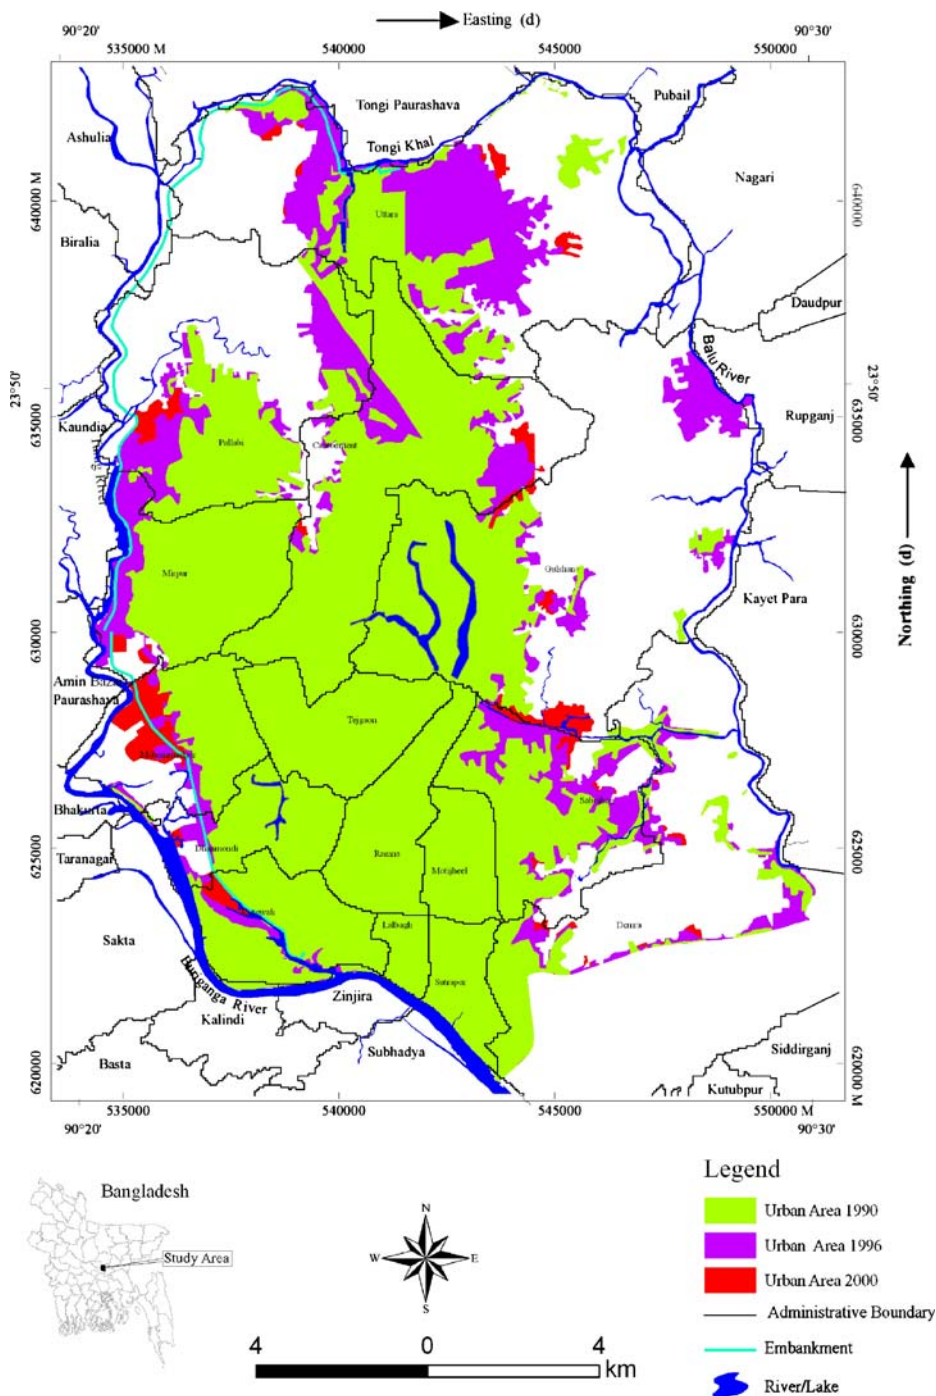 Easting (d)
90°20'
535000 M
540000
545000
550000
90°30'
Tongi Paurashava
Pubail
Ashulia
Tongi Khal
Nagari
640000 M
640000
Uttara
Biralia
Daudpur
Balu River
23°50'
23°50'
Kaundia
635000
635000
Rupganj
Pallabi
Cantonment
River
Northing (d)
Mirpur
Gulshan
Kayet Para
630000
630000
Amin Bazar
Paurashava
Tejgaon
Bhakurta
Sabujbag
Taranagar
Dhanmondi
625000
625000
Ramna
Motijheel
Lalbagh
Demra
Sakta
Sutrapur
Buriganga River
Zinjira
Kalindi
Subhadya
Basta
Siddirganj
620000
620000 M
Kutubpur
535000
540000
545000
550000 M
90°20'
90°30'
Bangladesh
Study Area
N
W
E
S
4
0
4
km
Legend
Urban Area 1990
Urban Area 1996
Urban Area 2000
Administrative Boundary
Embankment
River/Lake